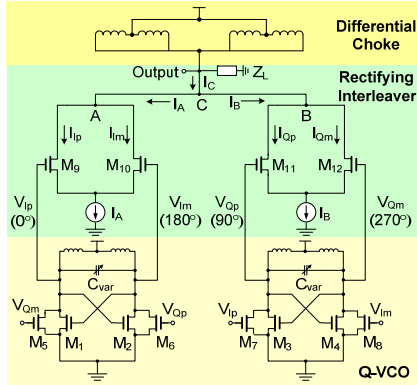 Differential
Choke
Output
Z_L
I_C
Rectifying
Interleaver
I_A C I_B
A B
I_Ip I_Im I_Qp I_Qm
M_9 M_10 M_11 M_12
V_Ip I_A V_Im V_Qp I_B V_Qm
(0°) (180°) (90°) (270°)
C_var C_var
V_Qm V_Qp V_Ip V_Im
M_5 M_1 M_2 M_6 M_7 M_3 M_4 M_8
Q-VCO